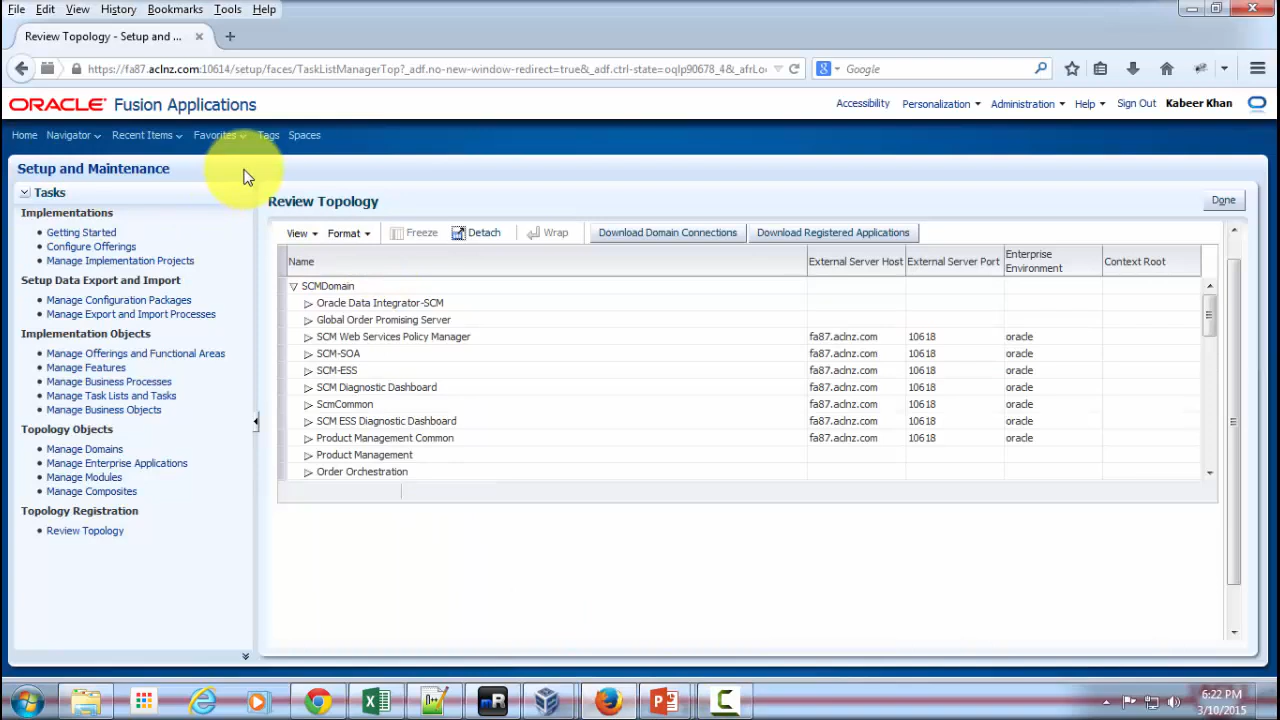 File Edit View History Bookmarks Tools Help
Review Topology - Setup and ...
https://fa87.aclnz.com:10614/setup/faces/TaskListManagerTop?_adf.no-new-window-redirect=true&_adf.ctrl-state=oqlp90678_4&_afrLo
Google
ORACLE Fusion Applications
Accessibility Personalization Administration Help Sign Out Kabeer Khan
Home Navigator Recent Items Favorites Tags Spaces
Setup and Maintenance
Tasks
Implementations
Getting Started
Configure Offerings
Manage Implementation Projects
Setup Data Export and Import
Manage Configuration Packages
Manage Export and Import Processes
Implementation Objects
Manage Offerings and Functional Areas
Manage Features
Manage Business Processes
Manage Task Lists and Tasks
Manage Business Objects
Topology Objects
Manage Domains
Manage Enterprise Applications
Manage Modules
Manage Composites
Topology Registration
Review Topology
Review Topology
Done
View Format Freeze Detach Wrap Download Domain Connections Download Registered Applications
Name External Server Host External Server Port Enterprise Environment Context Root
SCMDomain
Oracle Data Integrator-SCM
Global Order Promising Server
SCM Web Services Policy Manager fa87.aclnz.com 10618 oracle
SCM-SOA fa87.aclnz.com 10618 oracle
SCM-ESS fa87.aclnz.com 10618 oracle
SCM Diagnostic Dashboard fa87.aclnz.com 10618 oracle
ScmCommon fa87.aclnz.com 10618 oracle
SCM ESS Diagnostic Dashboard fa87.aclnz.com 10618 oracle
Product Management Common fa87.aclnz.com 10618 oracle
Product Management
Order Orchestration
6:22 PM
3/10/2015